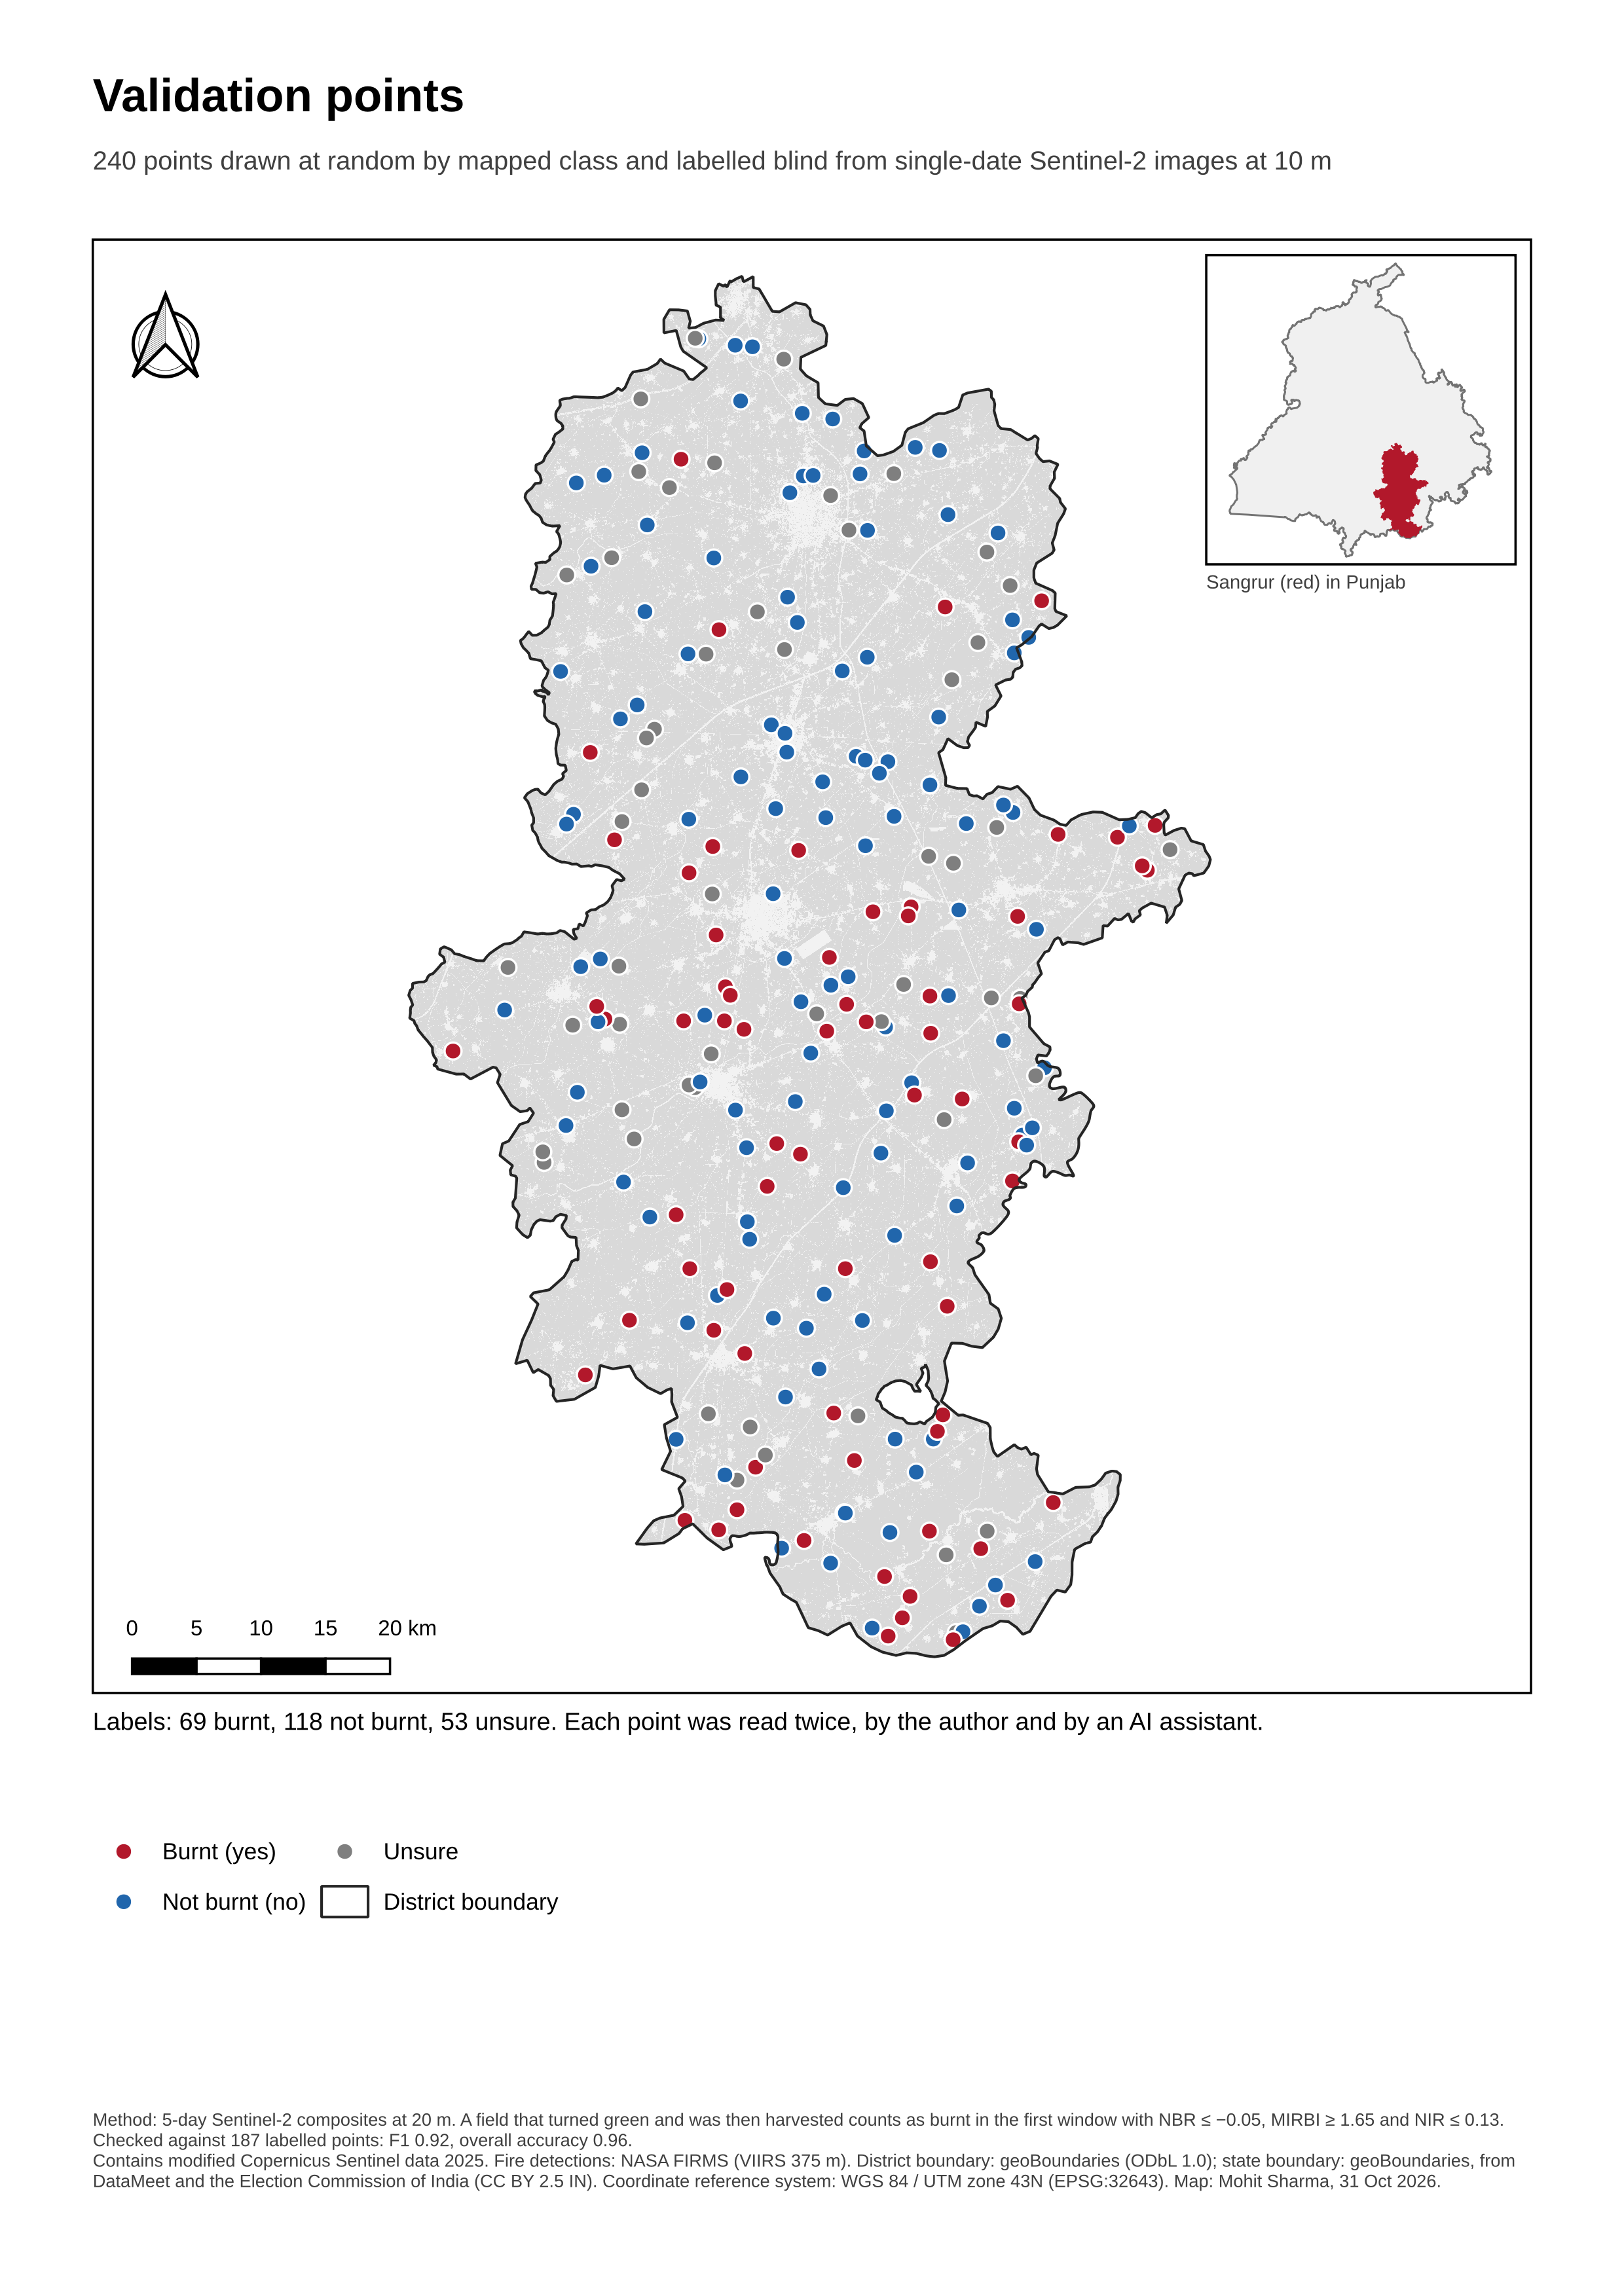 Validation points
240 points drawn at random by mapped class and labelled blind from single-date Sentinel-2 images at 10 m
Sangrur (red) in Punjab
0 5 10 15 20 km
Labels: 69 burnt, 118 not burnt, 53 unsure. Each point was read twice, by the author and by an AI assistant.
Burnt (yes) Unsure
Not burnt (no) District boundary
Method: 5-day Sentinel-2 composites at 20 m. A field that turned green and was then harvested counts as burnt in the first window with NBR ≤ −0.05, MIRBI ≥ 1.65 and NIR ≤ 0.13.
Checked against 187 labelled points: F1 0.92, overall accuracy 0.96.
Contains modified Copernicus Sentinel data 2025. Fire detections: NASA FIRMS (VIIRS 375 m). District boundary: geoBoundaries (ODbL 1.0); state boundary: geoBoundaries, from
DataMeet and the Election Commission of India (CC BY 2.5 IN). Coordinate reference system: WGS 84 / UTM zone 43N (EPSG:32643). Map: Mohit Sharma, 31 Oct 2026.